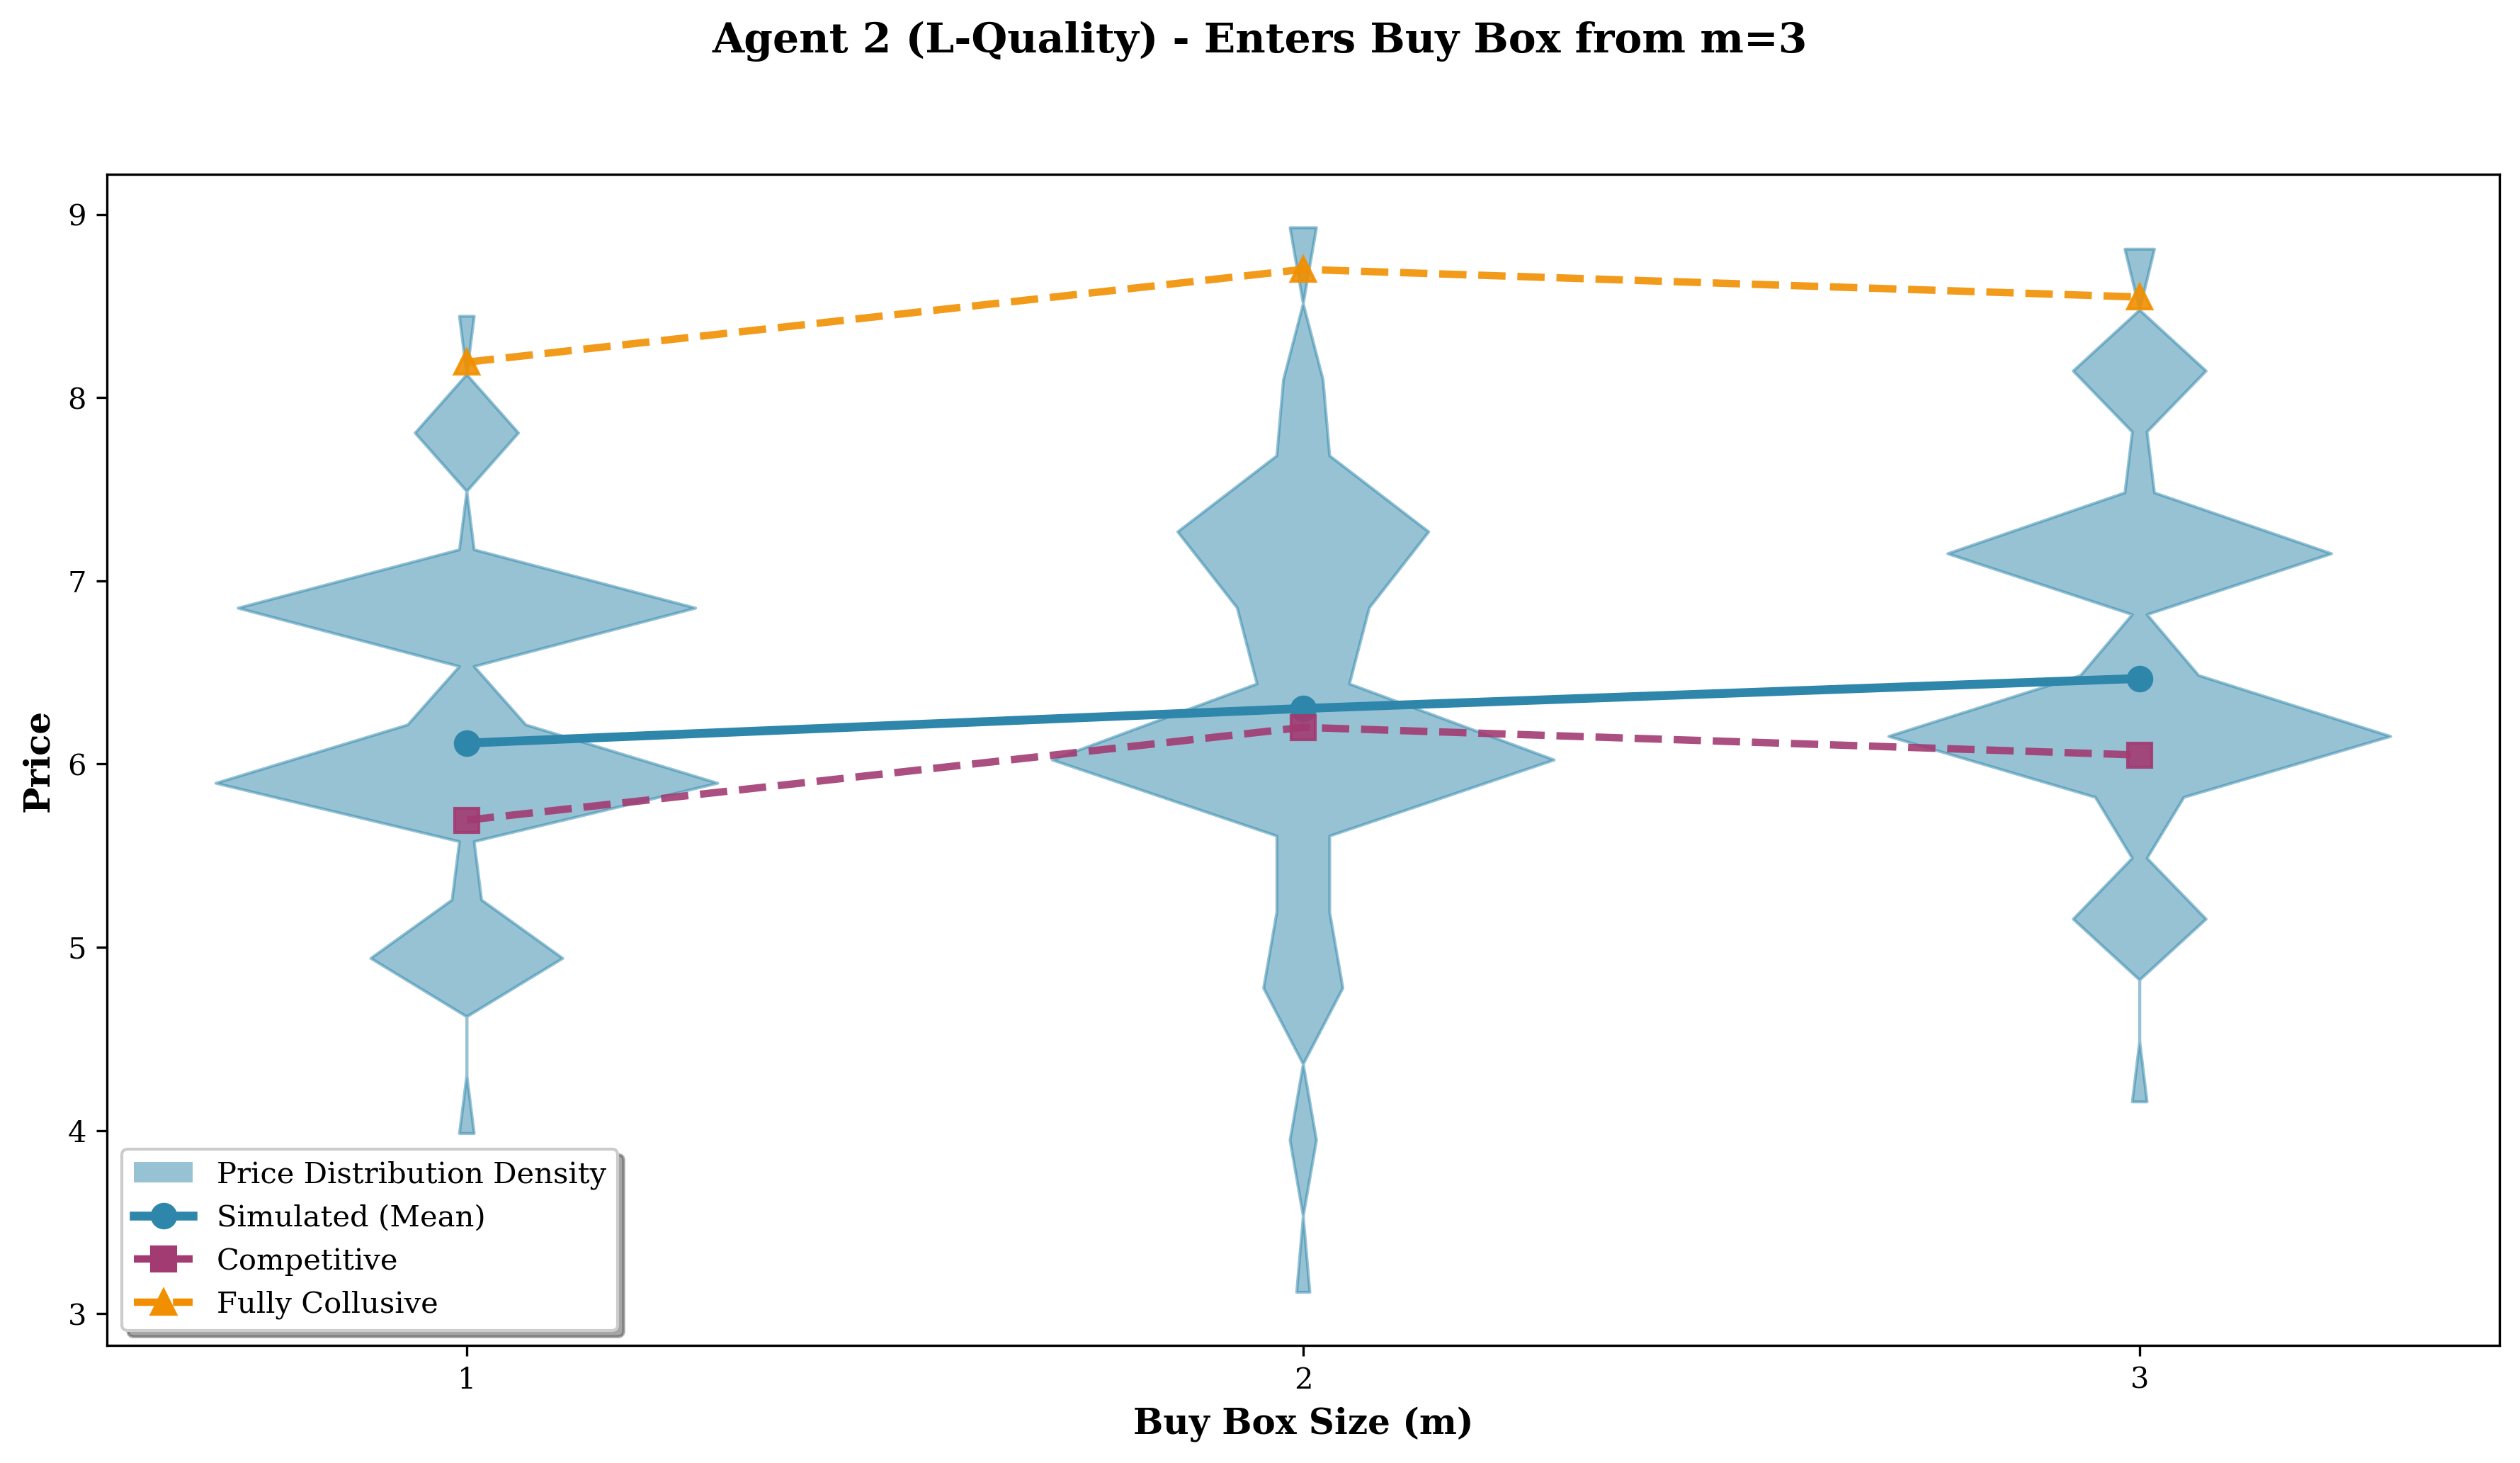 Agent 2 (L-Quality) - Enters Buy Box from m=3
9
8
7
6
5
4
3
Price
Price Distribution Density
Simulated (Mean)
Competitive
Fully Collusive
1 2 3
Buy Box Size (m)